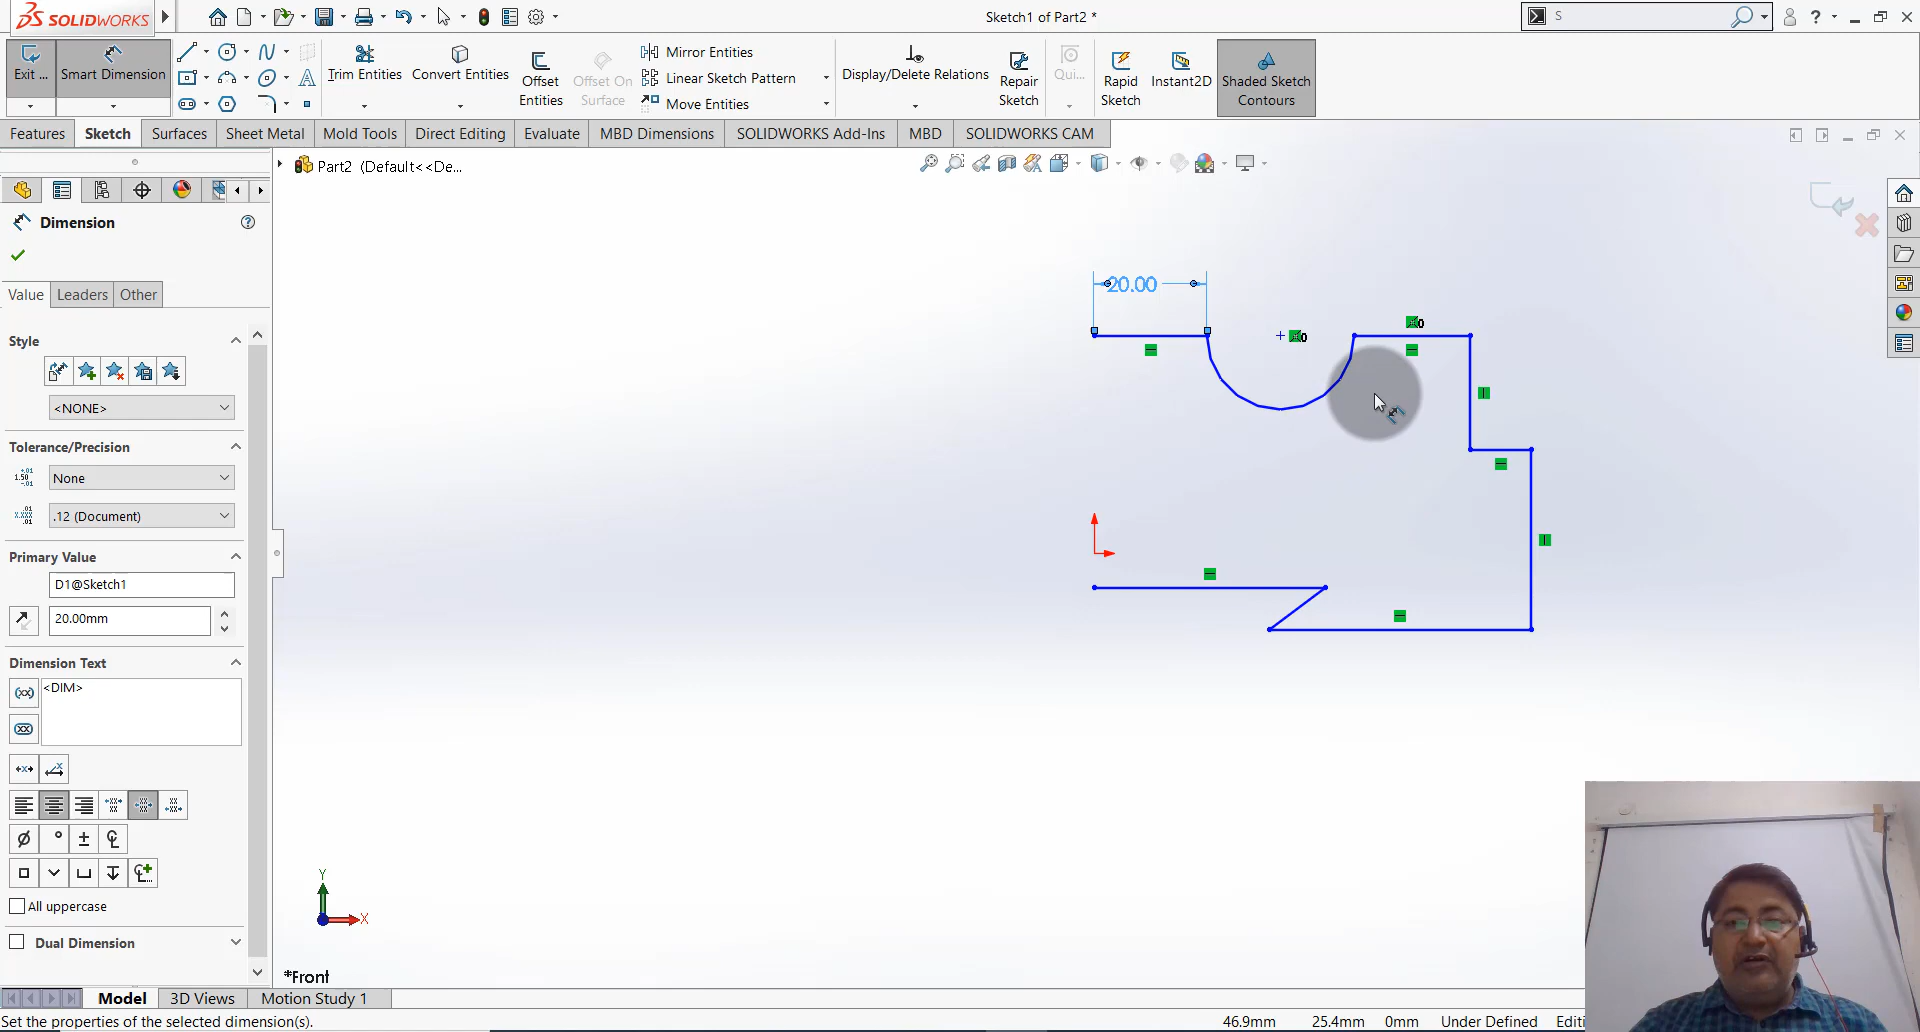 SOLIDWORKS
Sketch1 of Part2 *
S
Exit ...
Smart Dimension
Trim Entities
Convert Entities
Offset Entities
Offset On Surface
Mirror Entities
Linear Sketch Pattern
Move Entities
Display/Delete Relations
Repair Sketch
Qui...
Rapid Sketch
Instant2D
Shaded Sketch Contours
Features
Sketch
Surfaces
Sheet Metal
Mold Tools
Direct Editing
Evaluate
MBD Dimensions
SOLIDWORKS Add-Ins
MBD
SOLIDWORKS CAM
Part2 (Default<<De...
Dimension
Value
Leaders
Other
Style
<NONE>
Tolerance/Precision
None
.12 (Document)
Primary Value
D1@Sketch1
20.00mm
Dimension Text
<DIM>
All uppercase
Dual Dimension
20.00
0
0
Y
X
*Front
Model
3D Views
Motion Study 1
Set the properties of the selected dimension(s).
46.9mm
25.4mm
0mm
Under Defined
Editi